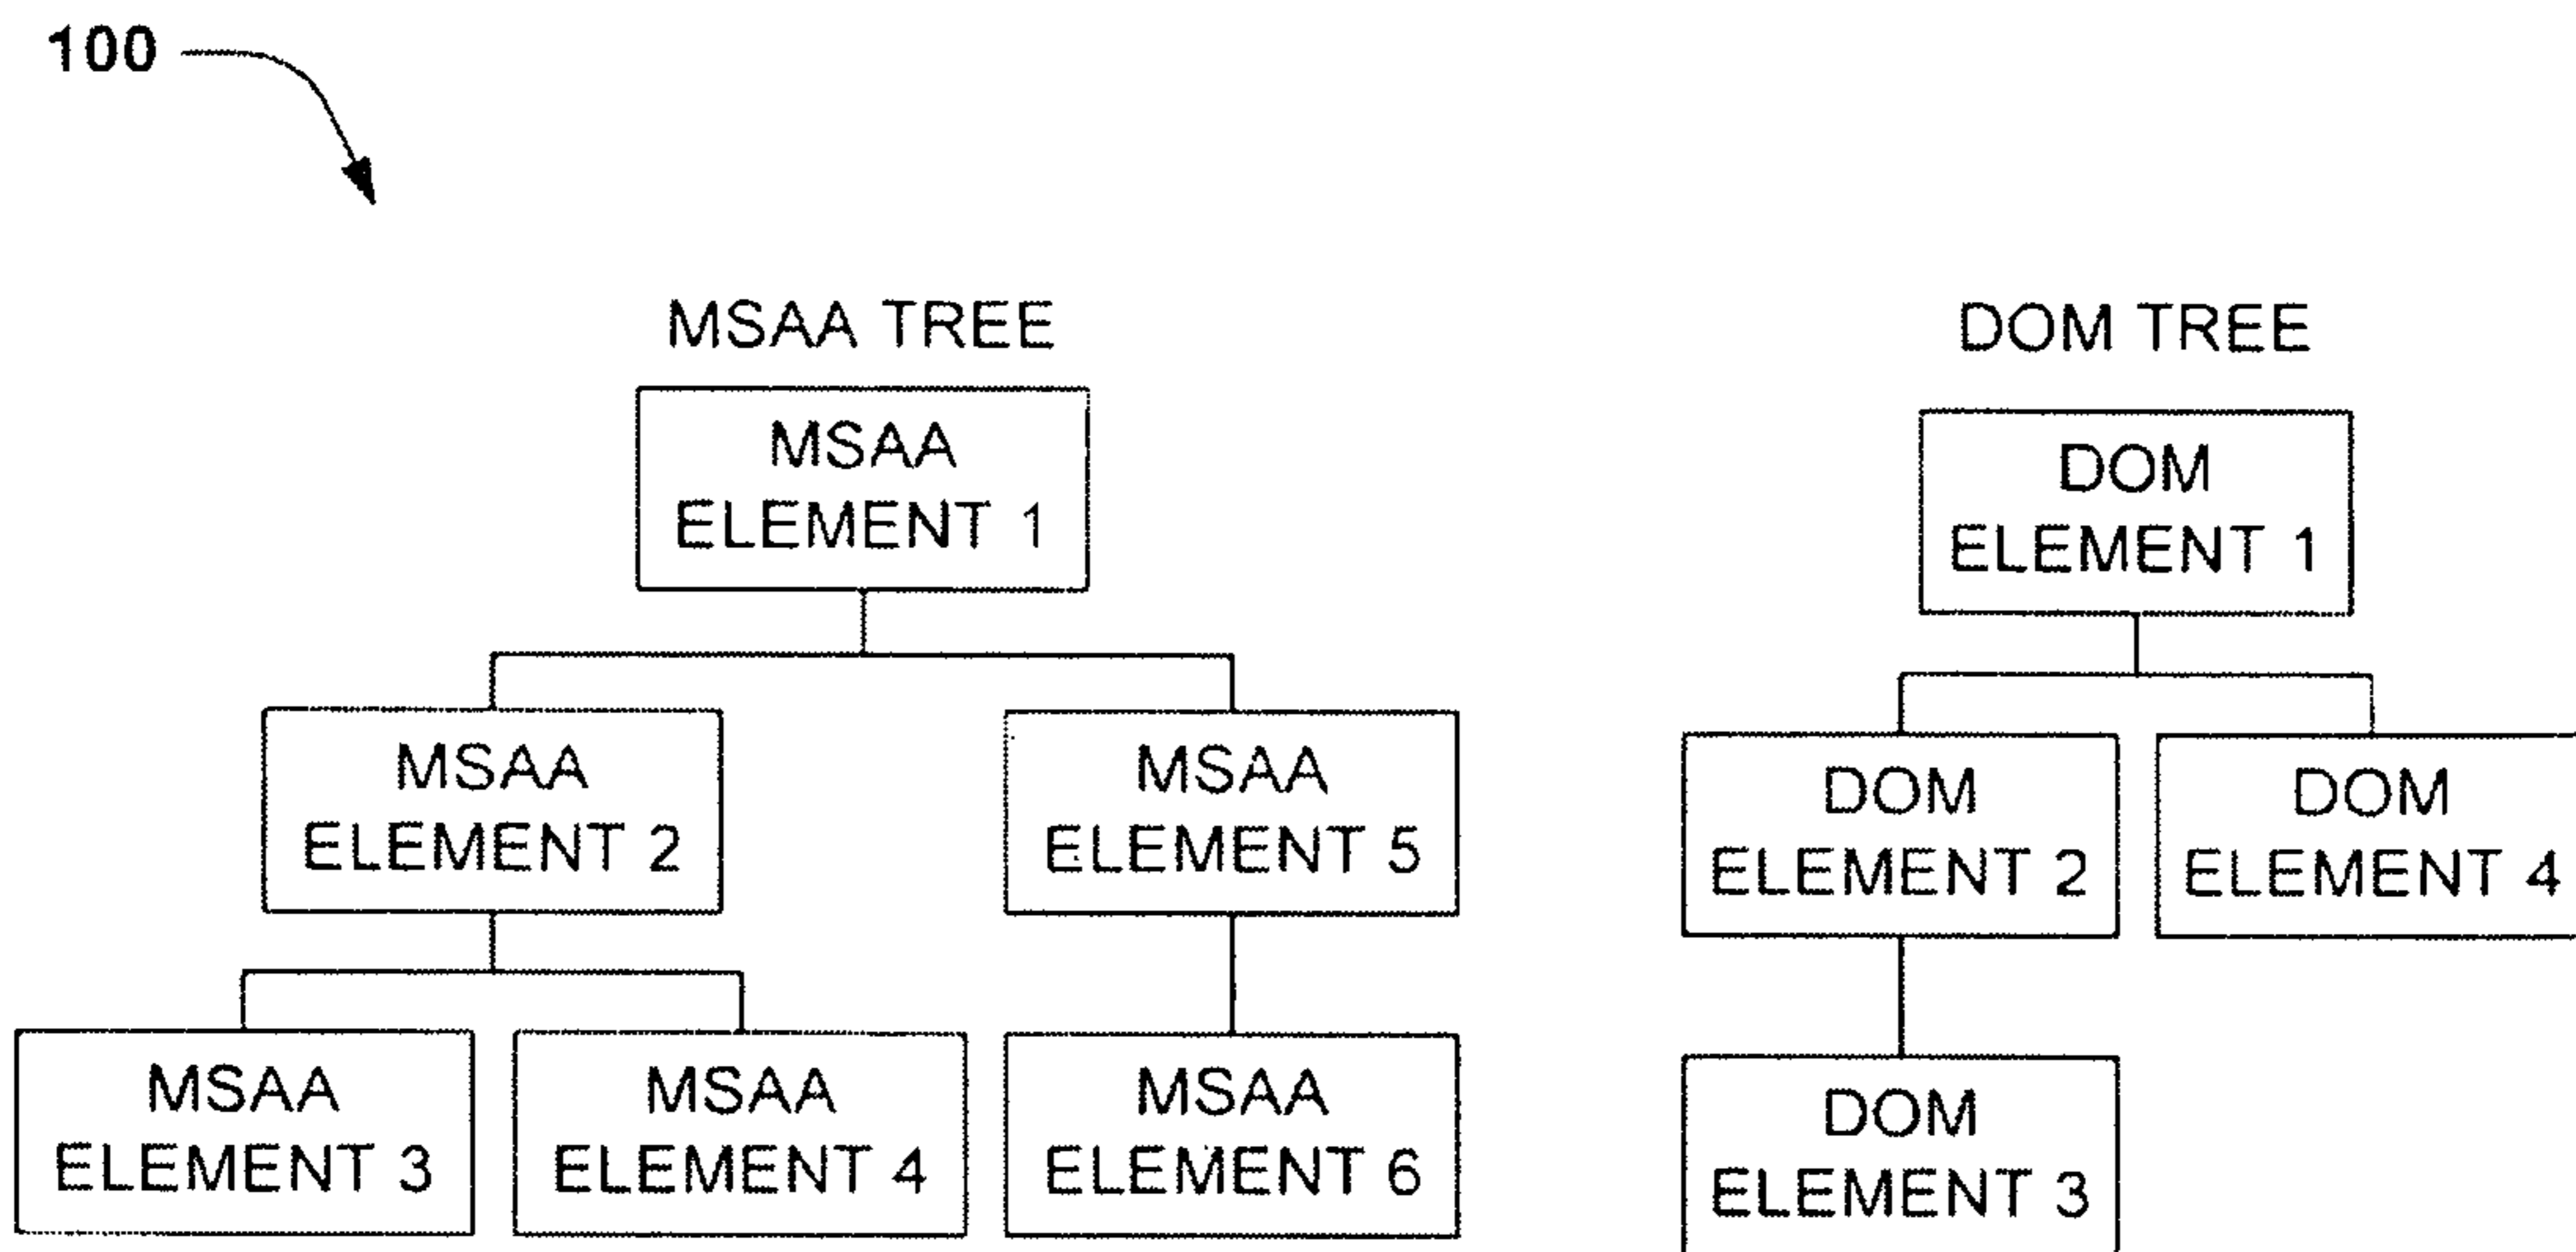 100
MSAA TREE
MSAA
ELEMENT 1
MSAA
ELEMENT 2
MSAA
ELEMENT 5
MSAA
ELEMENT 3
MSAA
ELEMENT 4
MSAA
ELEMENT 6
DOM TREE
DOM
ELEMENT 1
DOM
ELEMENT 2
DOM
ELEMENT 4
DOM
ELEMENT 3